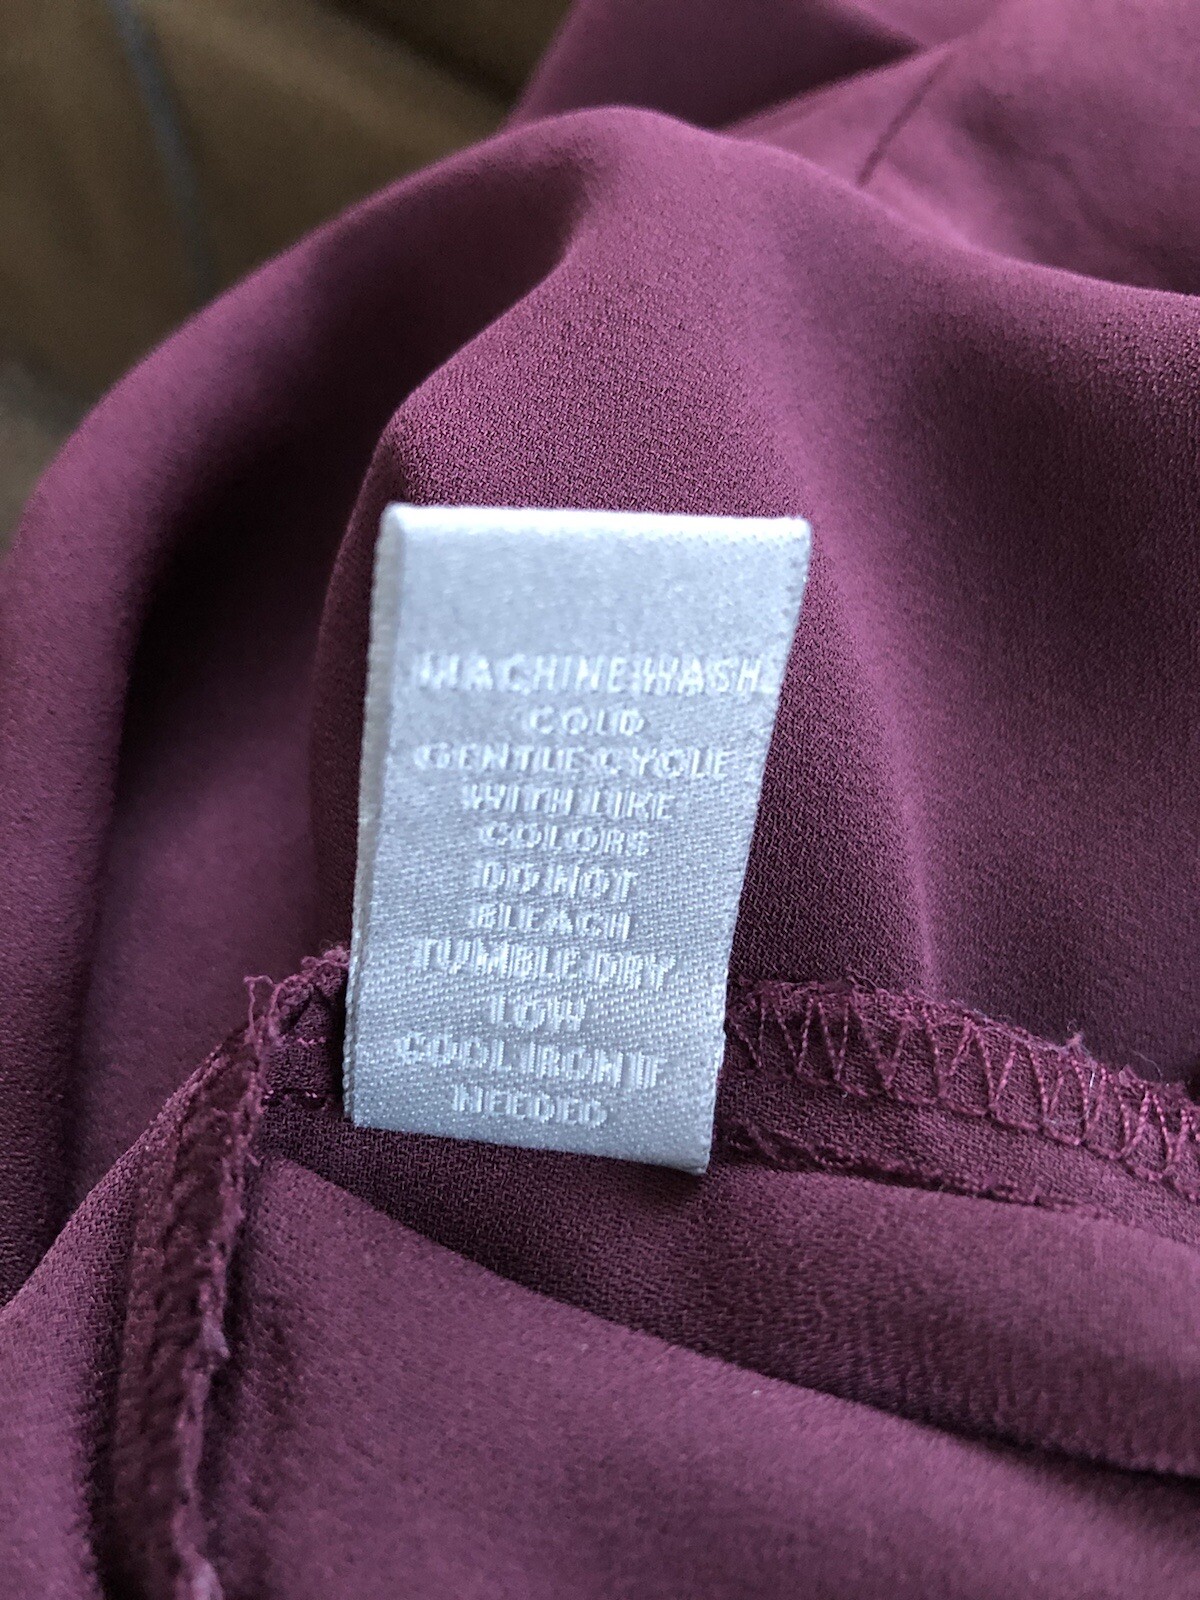 MACHINE WASH
COLD
GENTLE CYCLE
WITH LIKE
COLORS
DO NOT
BLEACH
TUMBLE DRY
LOW
COOL IRON IF
NEEDED